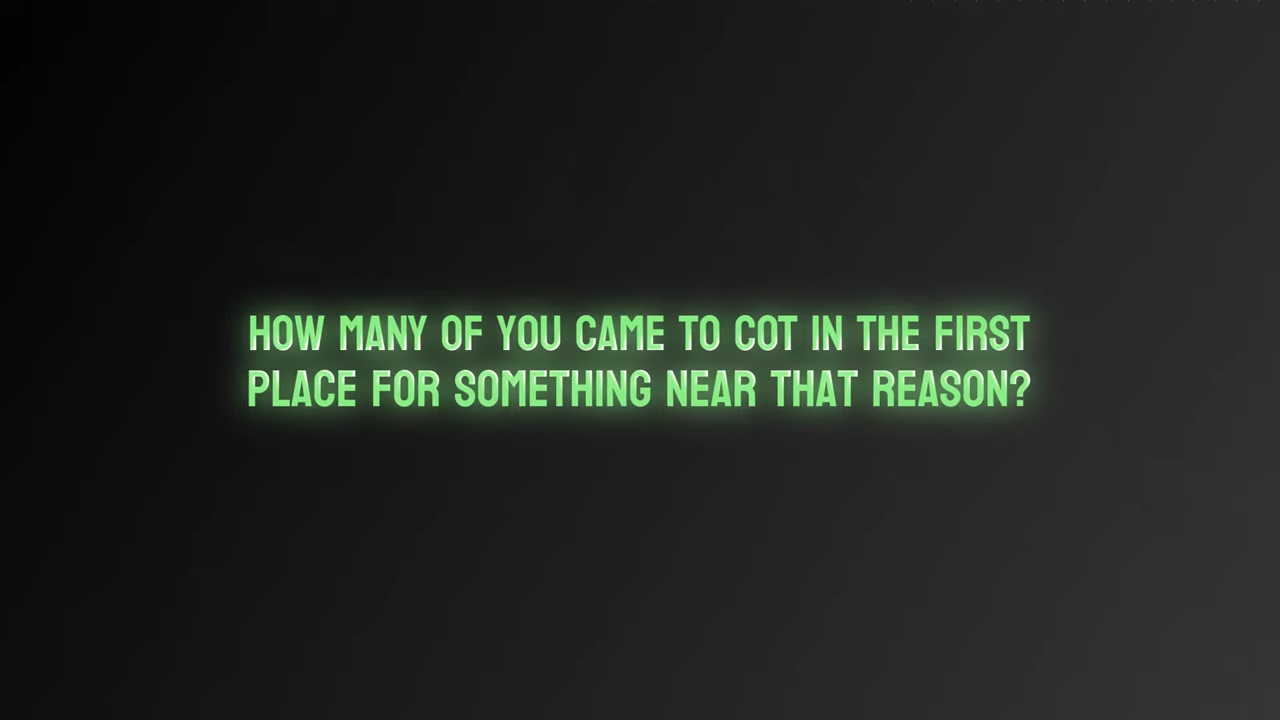 HOW MANY OF YOU CAME TO COT IN THE FIRST
PLACE FOR SOMETHING NEAR THAT REASON?